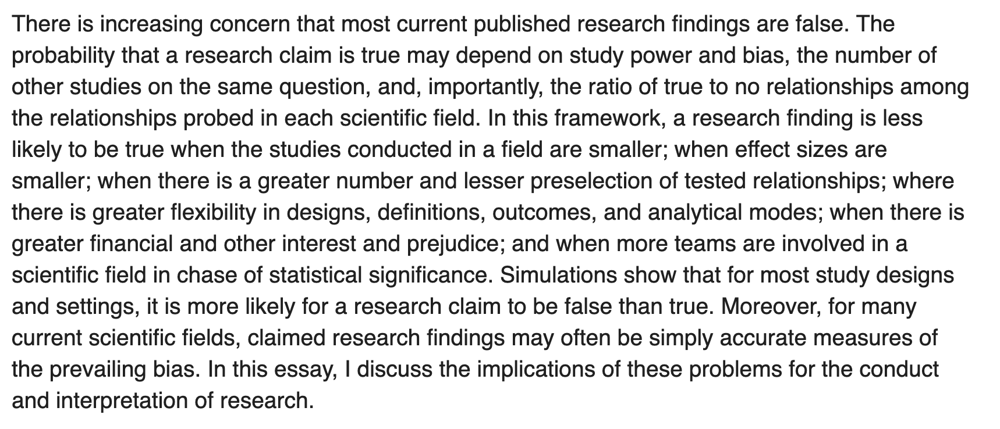 There is increasing concern that most current published research findings are false. The
probability that a research claim is true may depend on study power and bias, the number of
other studies on the same question, and, importantly, the ratio of true to no relationships among
the relationships probed in each scientific field. In this framework, a research finding is less
likely to be true when the studies conducted in a field are smaller; when effect sizes are
smaller; when there is a greater number and lesser preselection of tested relationships; where
there is greater flexibility in designs, definitions, outcomes, and analytical modes; when there is
greater financial and other interest and prejudice; and when more teams are involved in a
scientific field in chase of statistical significance. Simulations show that for most study designs
and settings, it is more likely for a research claim to be false than true. Moreover, for many
current scientific fields, claimed research findings may often be simply accurate measures of
the prevailing bias. In this essay, I discuss the implications of these problems for the conduct
and interpretation of research.